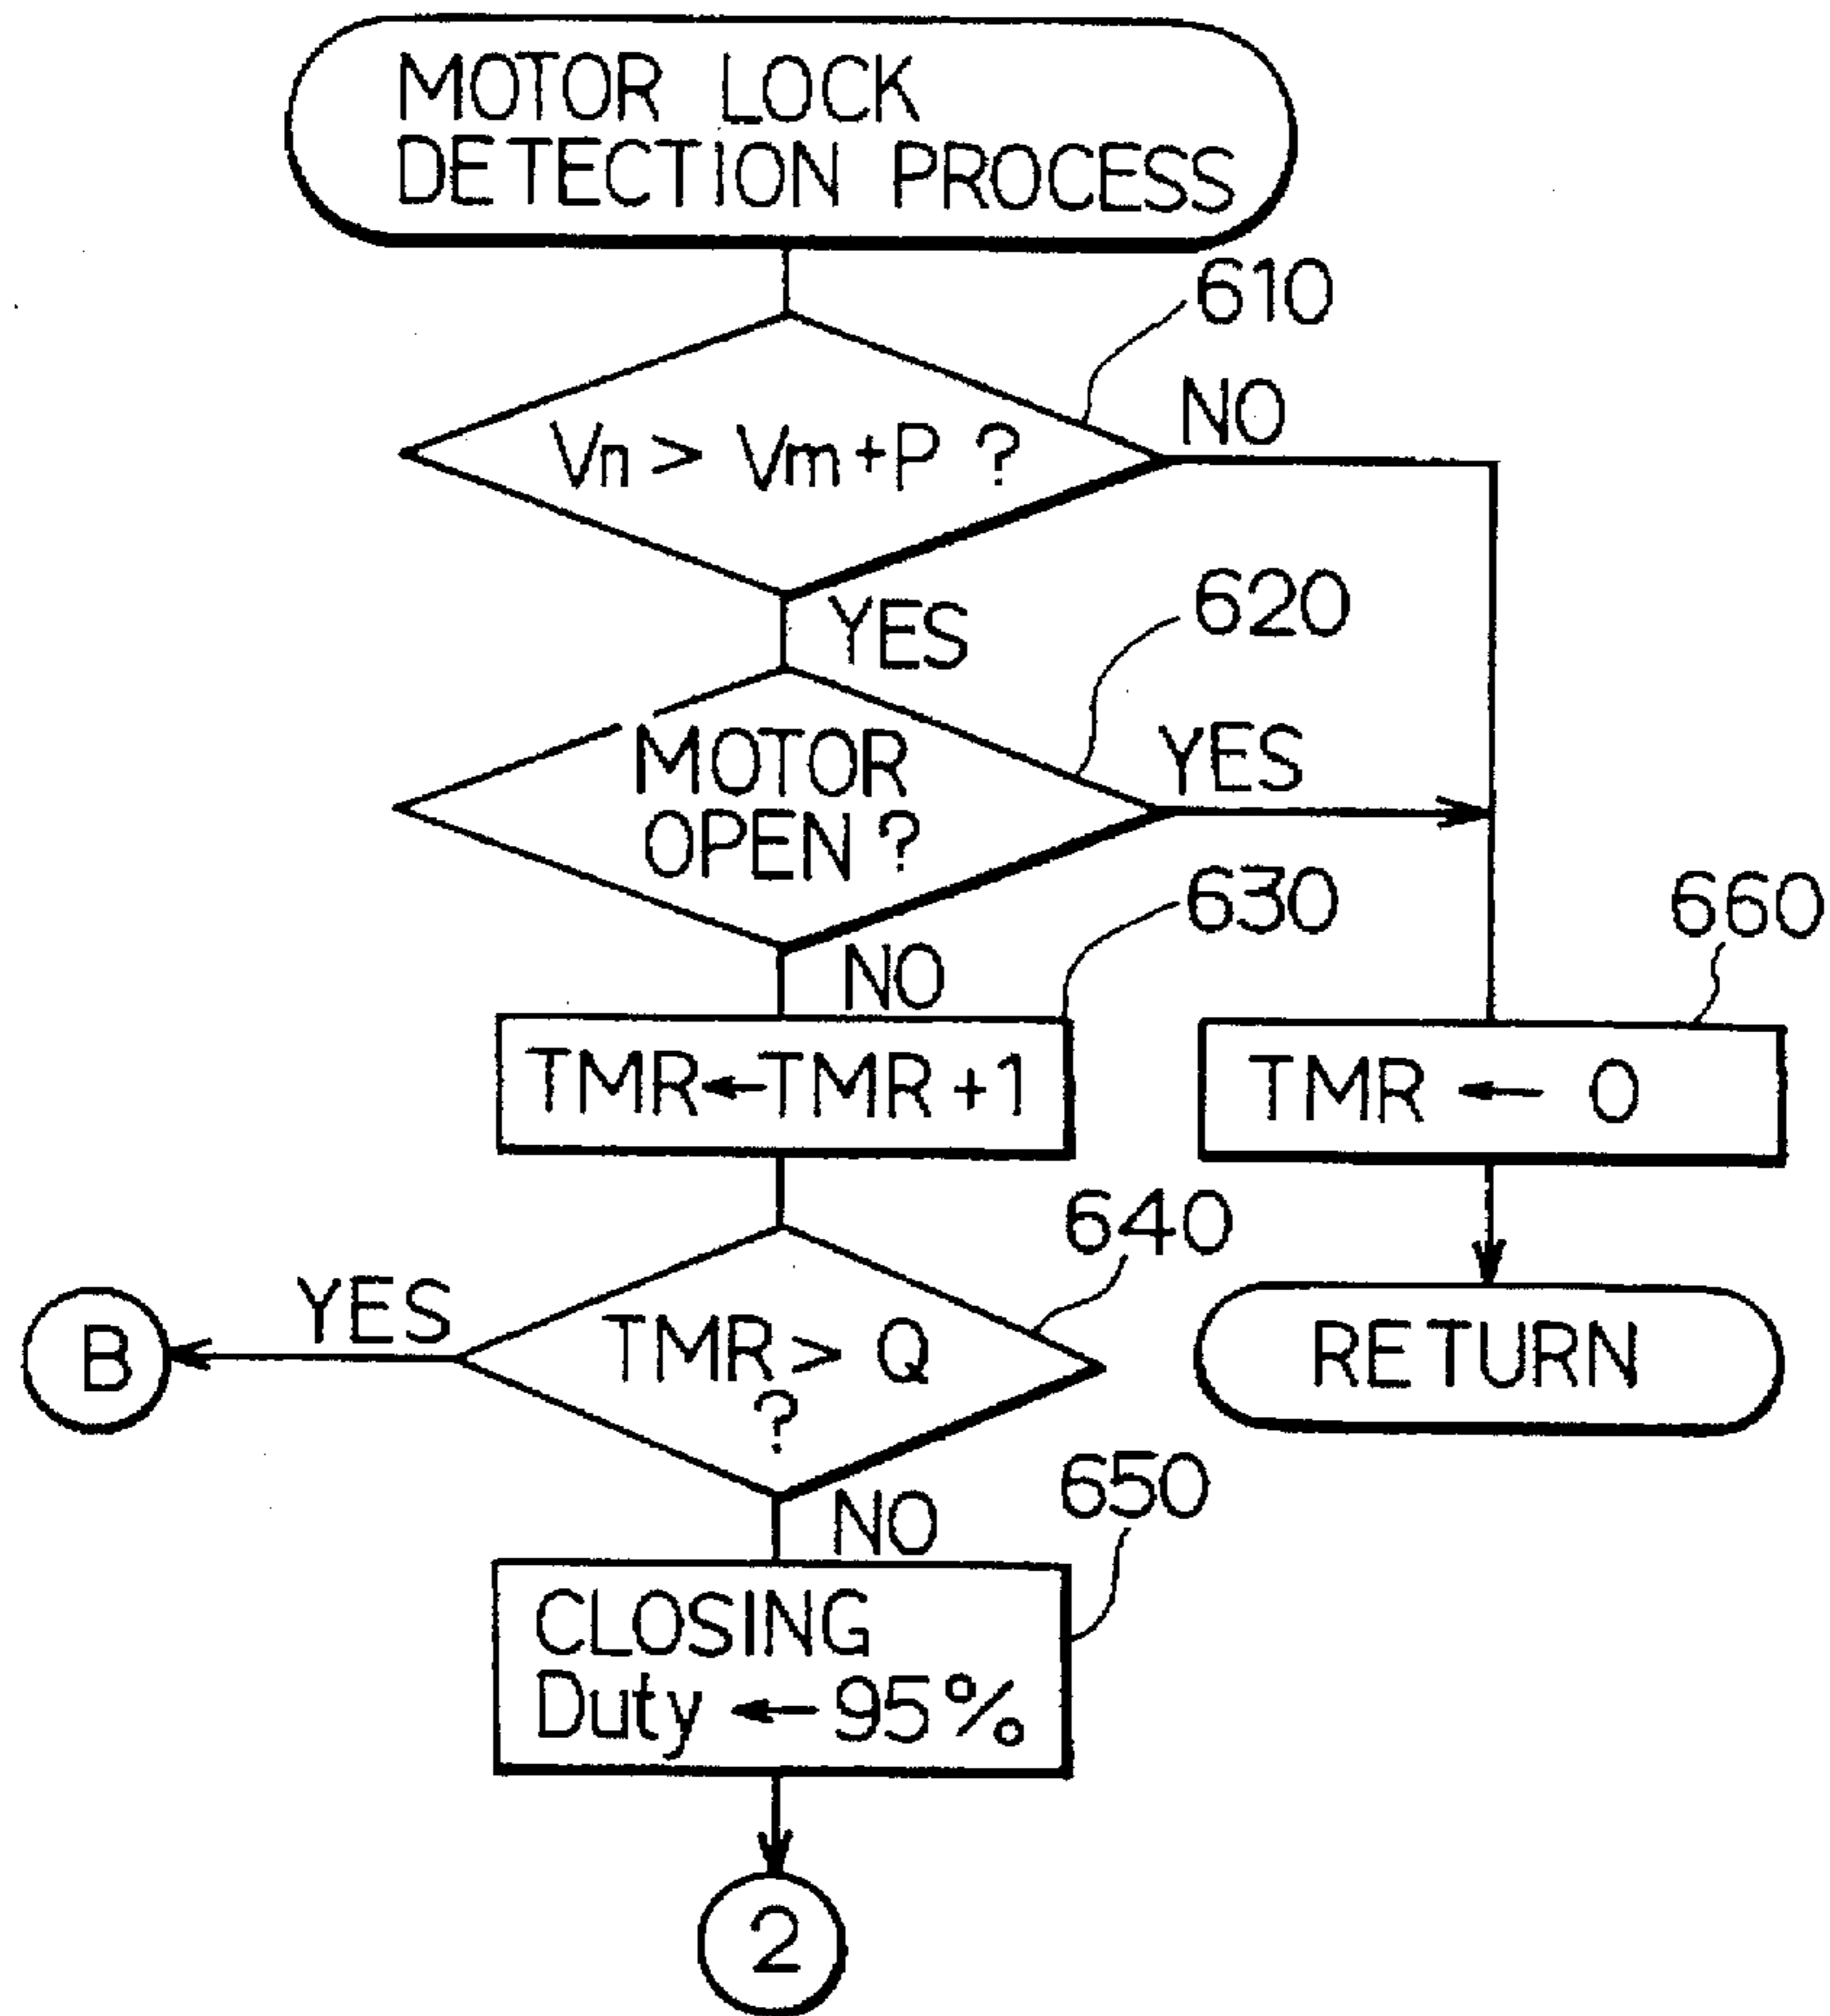 MOTOR LOCK
DETECTION PROCESS
610
Vn > Vm+P ?
NO
YES
620
MOTOR
OPEN ?
YES
NO
630
660
TMR←TMR+1
TMR ← 0
640
YES
B
TMR > Q
?
RETURN
NO
650
CLOSING
Duty ← 95%
2